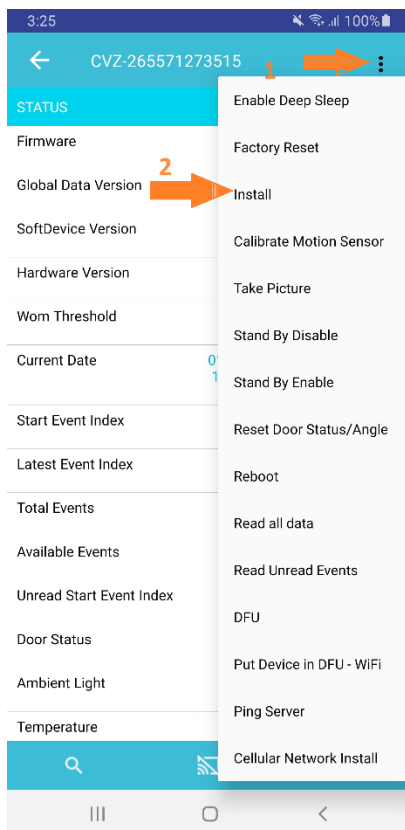 3:25 100%
CVZ-265571273515
1
STATUS
Firmware
Global Data Version
2
SoftDevice Version
Hardware Version
Worn Threshold
Current Date
Start Event Index
Latest Event Index
Total Events
Available Events
Unread Start Event Index
Door Status
Ambient Light
Temperature
Enable Deep Sleep
Factory Reset
Install
Calibrate Motion Sensor
Take Picture
Stand By Disable
Stand By Enable
Reset Door Status/Angle
Reboot
Read all data
Read Unread Events
DFU
Put Device in DFU - WiFi
Ping Server
Cellular Network Install